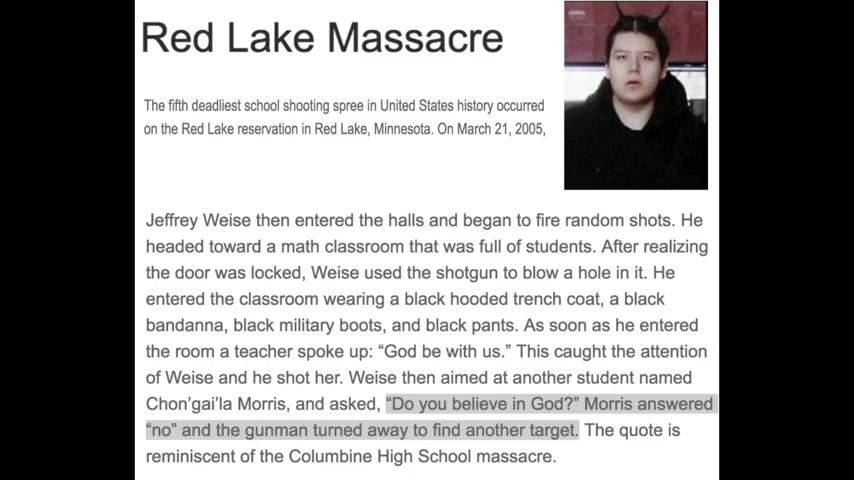 Red Lake Massacre
The fifth deadliest school shooting spree in United States history occurred
on the Red Lake reservation in Red Lake, Minnesota. On March 21, 2005,
Jeffrey Weise then entered the halls and began to fire random shots. He
headed toward a math classroom that was full of students. After realizing
the door was locked, Weise used the shotgun to blow a hole in it. He
entered the classroom wearing a black hooded trench coat, a black
bandanna, black military boots, and black pants. As soon as he entered
the room a teacher spoke up: “God be with us.” This caught the attention
of Weise and he shot her. Weise then aimed at another student named
Chon’gai’la Morris, and asked, “Do you believe in God?” Morris answered
“no” and the gunman turned away to find another target. The quote is
reminiscent of the Columbine High School massacre.